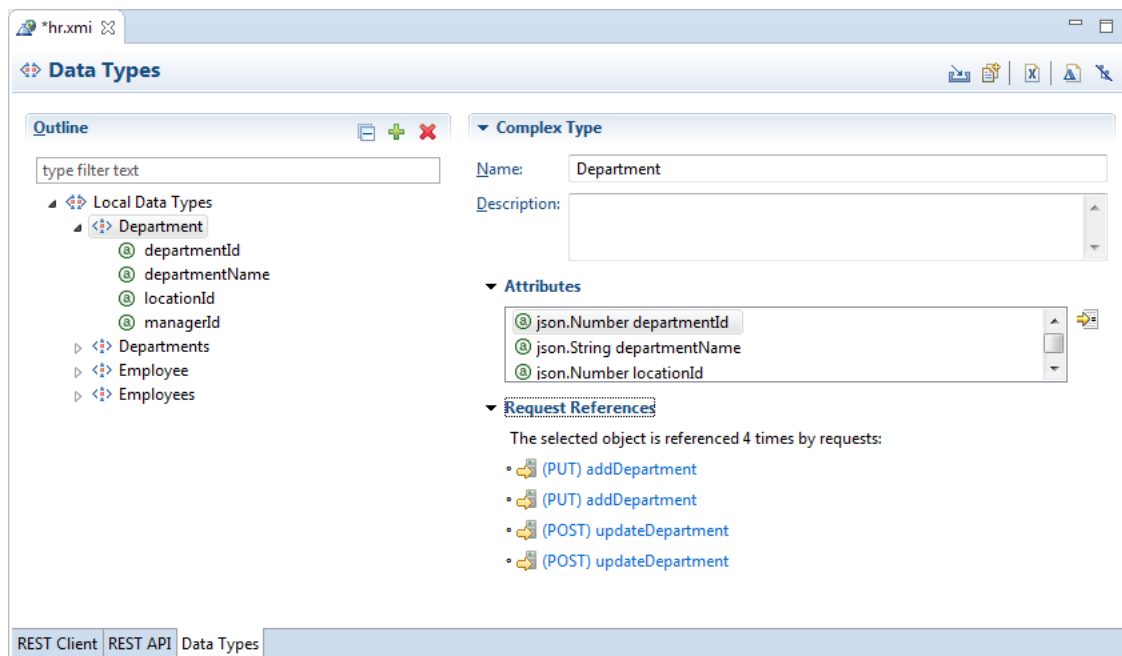 *hr.xmi
Data Types
Outline
type filter text
Local Data Types
Department
departmentId
departmentName
locationId
managerId
Departments
Employee
Employees
Complex Type
Name: Department
Description:
Attributes
json.Number departmentId
json.String departmentName
json.Number locationId
Request References
The selected object is referenced 4 times by requests:
(PUT) addDepartment
(PUT) addDepartment
(POST) updateDepartment
(POST) updateDepartment
REST Client REST API Data Types